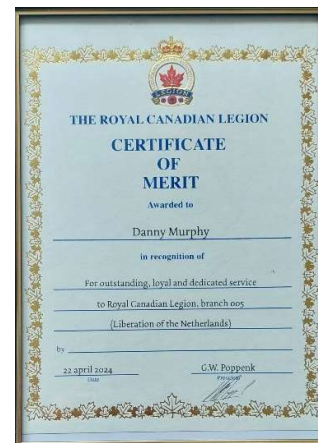 LEGION
THE ROYAL CANADIAN LEGION
CERTIFICATE
OF
MERIT
Awarded to
Danny Murphy
in recognition of
For outstanding, loyal and dedicated service
to Royal Canadian Legion, branch 005
(Liberation of the Netherlands)
by
22 april 2024 G.W. Poppenk
Date President